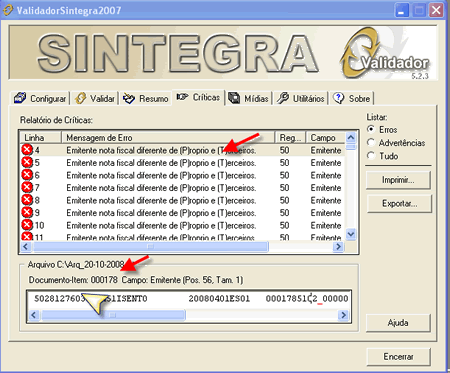 ValidadorSintegra2007
SINTEGRA
Validador
5.2.3
Configurar Validar Resumo Críticas Mídias Utilitários Sobre
Relatório de Críticas:
Listar:
Linha Mensagem de Erro Reg... Campo
Erros
4 Emitente nota fiscal diferente de (P)roprio e (T)erceiros. 50 Emitente
Advertências
5 Emitente nota fiscal diferente de (P)roprio e (T)erceiros. 50 Emitente
Tudo
6 Emitente nota fiscal diferente de (P)roprio e (T)erceiros. 50 Emitente
7 Emitente nota fiscal diferente de (P)roprio e (T)erceiros. 50 Emitente
Imprimir...
8 Emitente nota fiscal diferente de (P)roprio e (T)erceiros. 50 Emitente
9 Emitente nota fiscal diferente de (P)roprio e (T)erceiros. 50 Emitente
Exportar...
10 Emitente nota fiscal diferente de (P)roprio e (T)erceiros. 50 Emitente
11 Emitente nota fiscal diferente de (P)roprio e (T)erceiros. 50 Emitente
Arquivo C:\Arq_20-10-2008
Documento-Item: 000178 Campo: Emitente (Pos. 56, Tam. 1)
20080401ES01
Ajuda
Encerrar